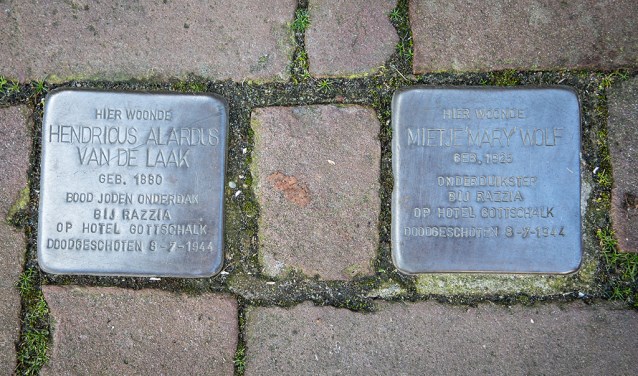 HIER WOONDE
HENDRICUS ALARDUS
VAN DE LAAK
GEB. 1880
BOOD JODEN ONDERDAK
BIJ RAZZIA
OP HOTEL GOTTSCHALK
DOODGESCHOTEN 8-7-1944
HIER WOONDE
MIETJE MARY WOLF
GEB.
ONDERDUIKSTER
BIJ RAZZIA
OP HOTEL GOTTSCHALK
DOODGESCHOTEN 8-7-1944